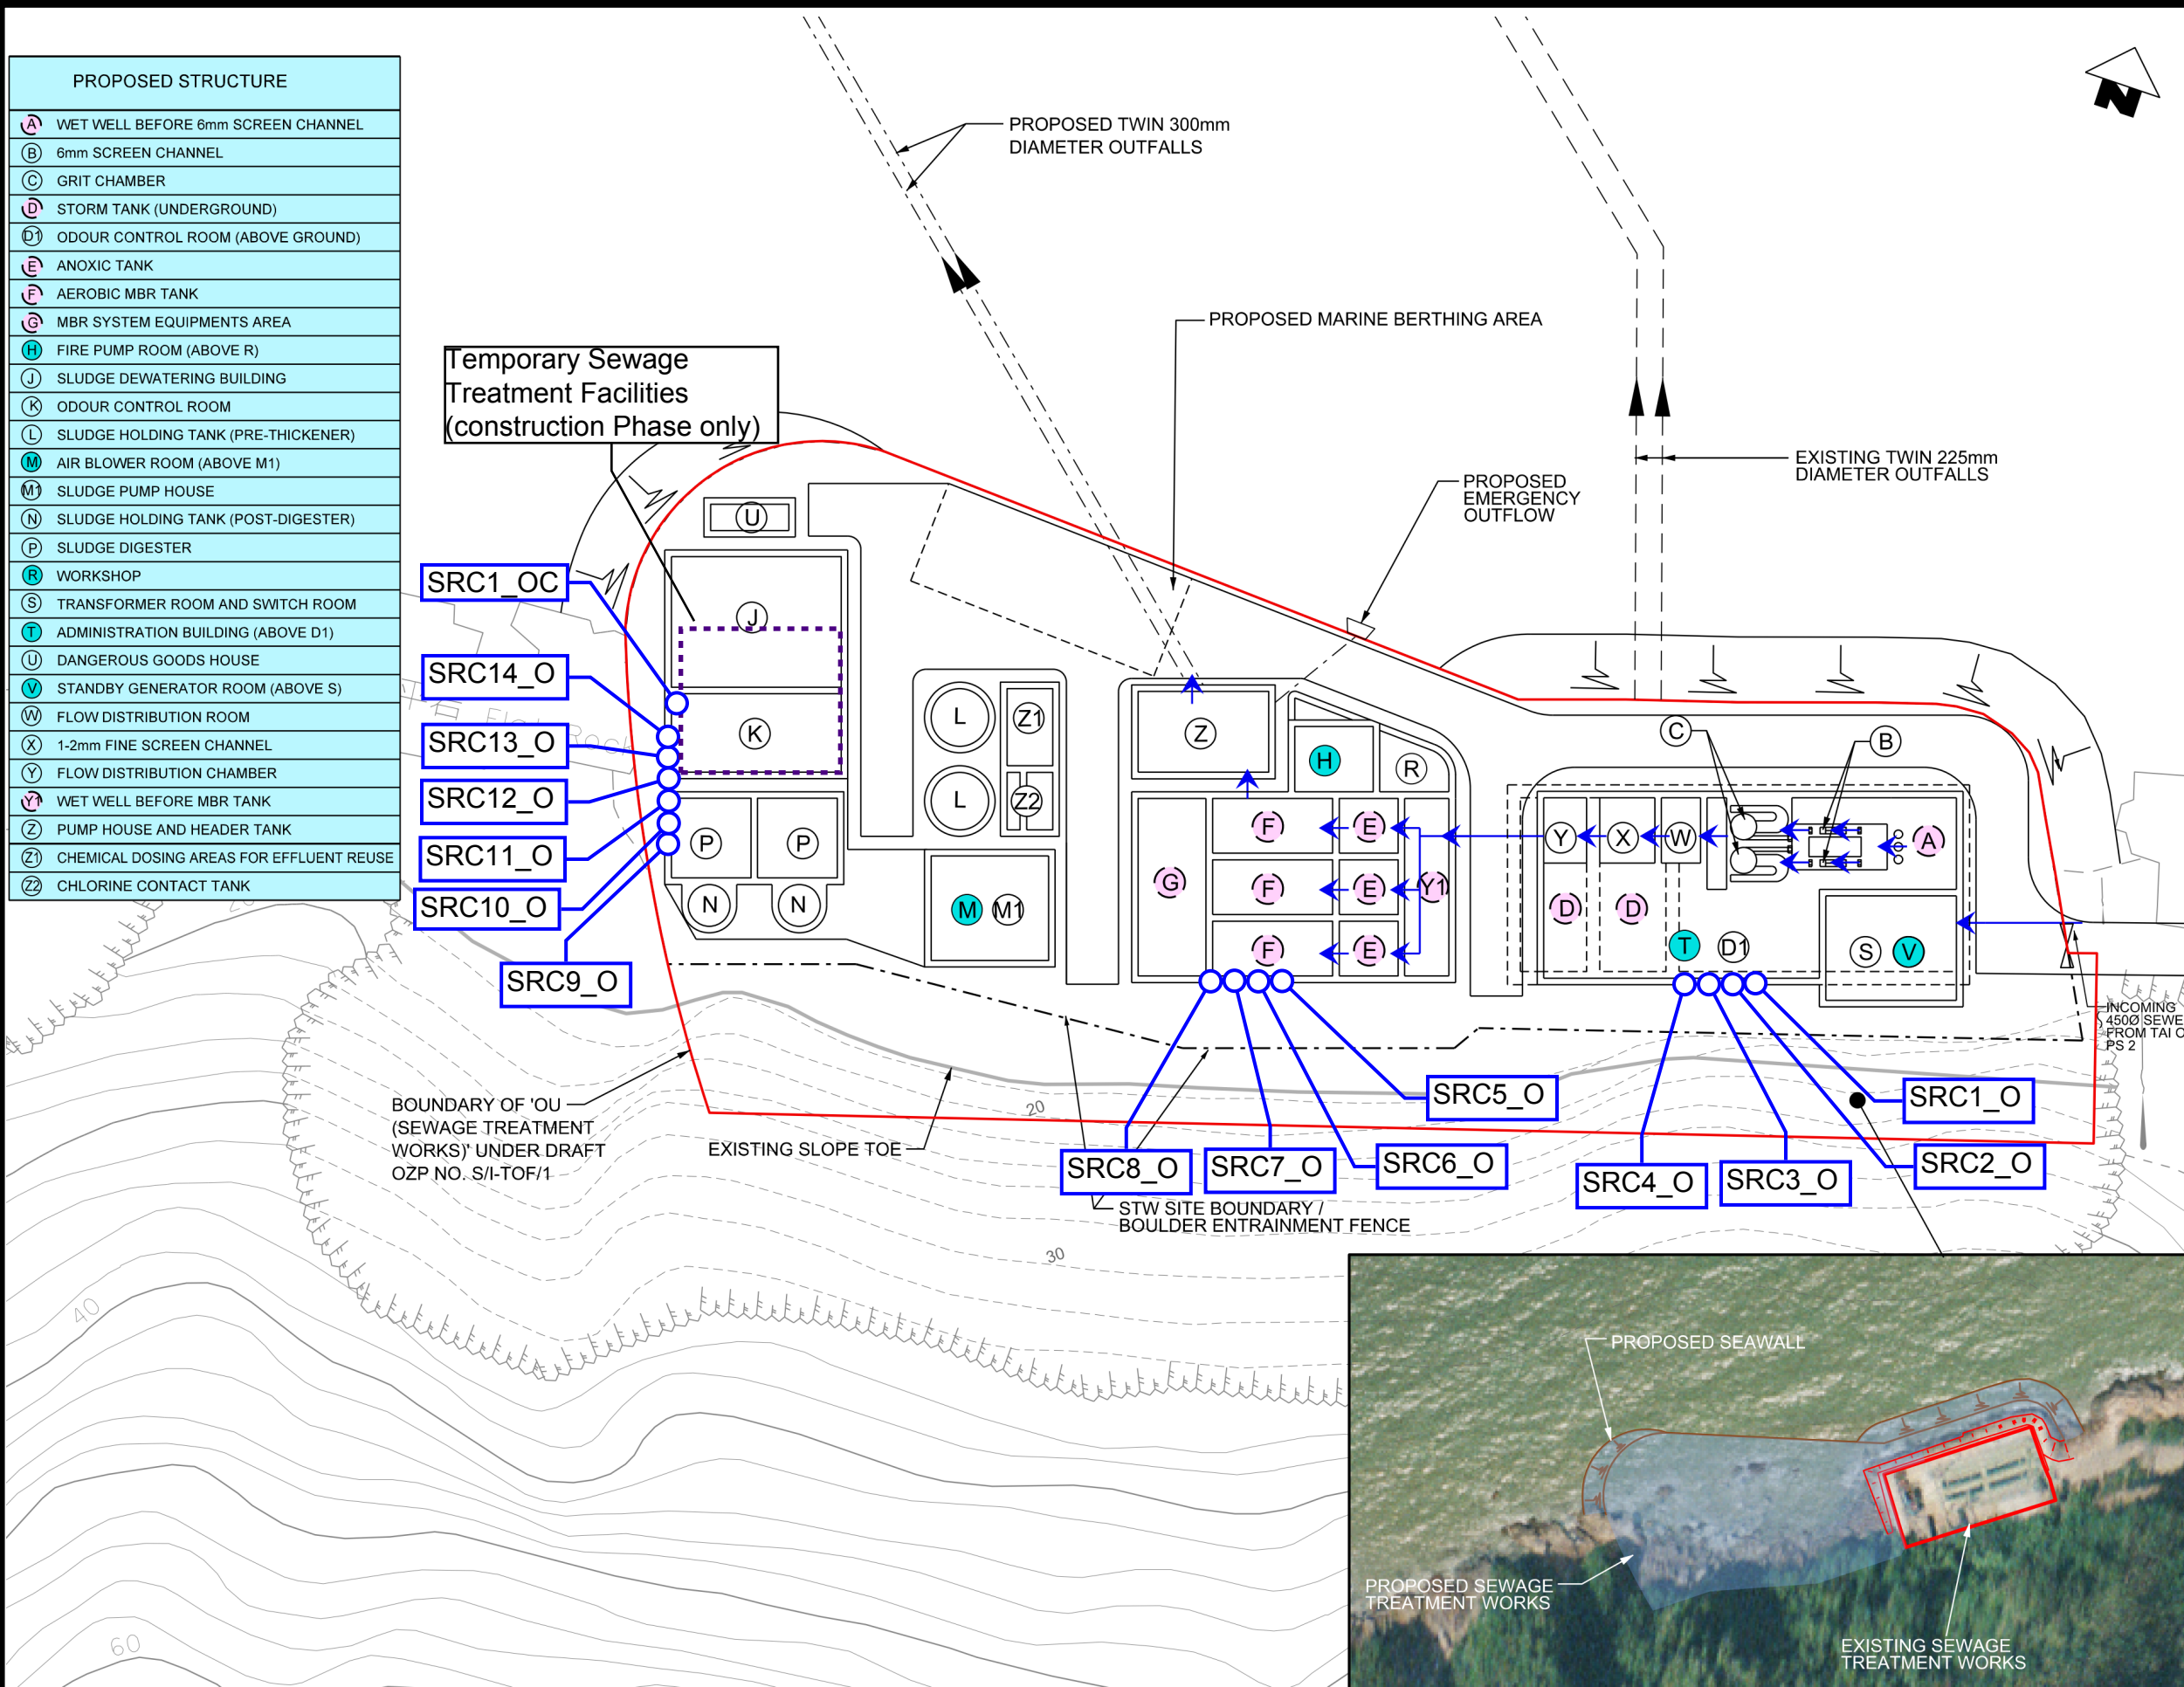 PROPOSED STRUCTURE
A WET WELL BEFORE 6mm SCREEN CHANNEL
B 6mm SCREEN CHANNEL
C GRIT CHAMBER
D STORM TANK (UNDERGROUND)
D1 ODOUR CONTROL ROOM (ABOVE GROUND)
E ANOXIC TANK
F AEROBIC MBR TANK
G MBR SYSTEM EQUIPMENTS AREA
H FIRE PUMP ROOM (ABOVE R)
J SLUDGE DEWATERING BUILDING
K ODOUR CONTROL ROOM
L SLUDGE HOLDING TANK (PRE-THICKENER)
M AIR BLOWER ROOM (ABOVE M1)
M1 SLUDGE PUMP HOUSE
N SLUDGE HOLDING TANK (POST-DIGESTER)
P SLUDGE DIGESTER
R WORKSHOP
S TRANSFORMER ROOM AND SWITCH ROOM
T ADMINISTRATION BUILDING (ABOVE D1)
U DANGEROUS GOODS HOUSE
V STANDBY GENERATOR ROOM (ABOVE S)
W FLOW DISTRIBUTION ROOM
X 1-2mm FINE SCREEN CHANNEL
Y FLOW DISTRIBUTION CHAMBER
Y1 WET WELL BEFORE MBR TANK
Z PUMP HOUSE AND HEADER TANK
Z1 CHEMICAL DOSING AREAS FOR EFFLUENT REUSE
Z2 CHLORINE CONTACT TANK
N
PROPOSED TWIN 300mm
DIAMETER OUTFALLS
PROPOSED MARINE BERTHING AREA
Temporary Sewage
Treatment Facilities
(construction Phase only)
EXISTING TWIN 225mm
DIAMETER OUTFALLS
PROPOSED
EMERGENCY
OUTFLOW
U
SRC1_OC
J
SRC14_O
SRC13_O
SRC12_O
SRC11_O
SRC10_O
SRC9_O
K
L
Z1
L
Z2
P P
N N
M M1
Z
H
R
C
B
F E
F E
F E
G
Y1
Y X W
A
D D
T D1
S V
INCOMING
450Ø SEWE
FROM TAI O
PS 2
BOUNDARY OF 'OU
(SEWAGE TREATMENT
WORKS)' UNDER DRAFT
OZP NO. S/I-TOF/1
EXISTING SLOPE TOE
20
SRC5_O
SRC1_O
SRC8_O
SRC7_O
SRC6_O
SRC4_O
SRC3_O
SRC2_O
STW SITE BOUNDARY /
BOULDER ENTRAINMENT FENCE
30
40
60
PROPOSED SEAWALL
PROPOSED SEWAGE
TREATMENT WORKS
EXISTING SEWAGE
TREATMENT WORKS